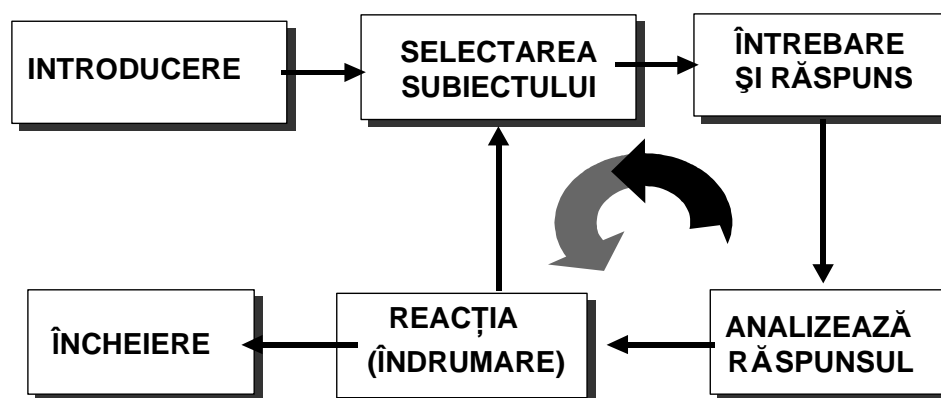 INTRODUCERE
SELECTAREA
SUBIECTULUI
ÎNTREBARE
ŞI RĂSPUNS
ANALIZEAZĂ
RĂSPUNSUL
REACȚIA
(ÎNDRUMARE)
ÎNCHEIERE